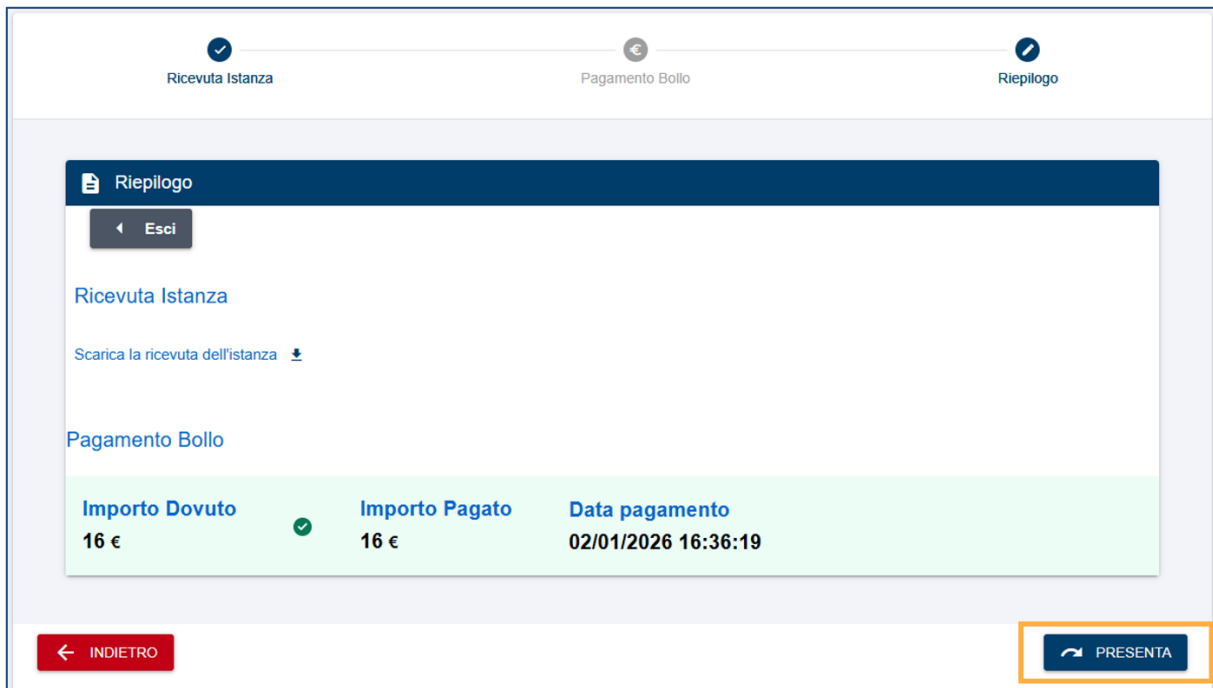 Ricevuta Istanza
Pagamento Bollo
Riepilogo
Riepilogo
Esci
Ricevuta Istanza
Scarica la ricevuta dell'istanza
Pagamento Bollo
Importo Dovuto
16 €
Importo Pagato
16 €
Data pagamento
02/01/2026 16:36:19
INDIETRO
PRESENTA